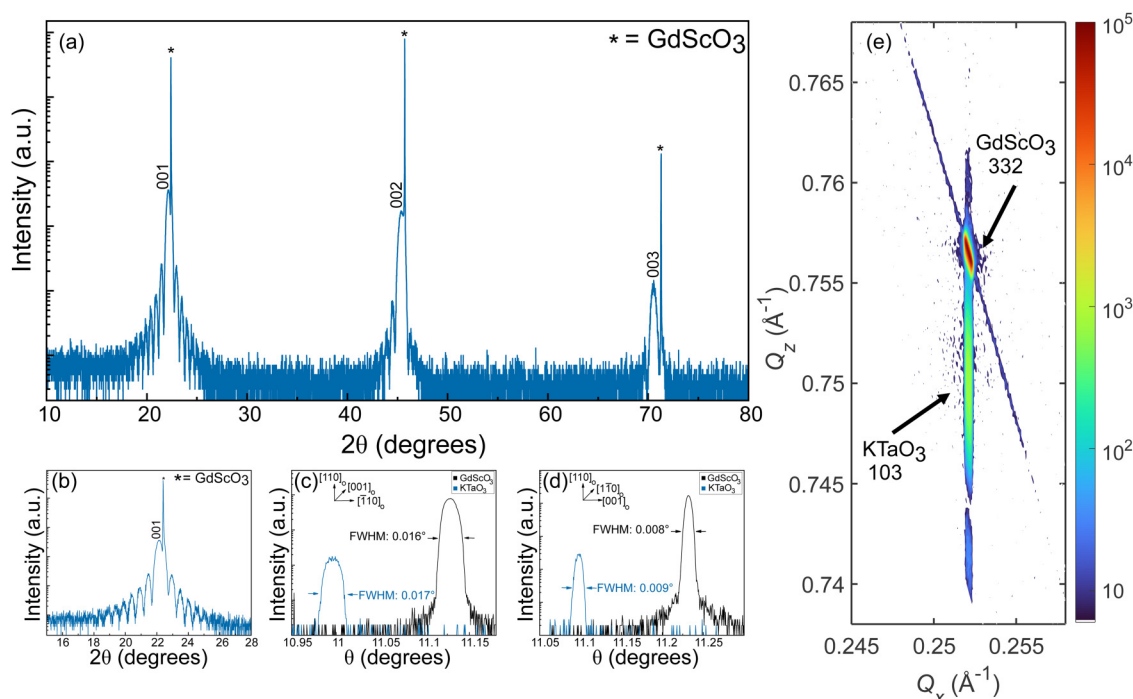 (a)
* = GdScO3
*
*
*
001
002
003
Intensity (a.u.)
10 20 30 40 50 60 70 80
2θ (degrees)
(b)
*= GdScO3
*
001
Intensity (a.u.)
16 18 20 22 24 26 28
2θ (degrees)
(c)
[110]o
[001]o
[1̄10]o
GdScO3
KTaO3
FWHM: 0.016°
FWHM: 0.017°
Intensity (a.u.)
10.95 11 11.05 11.1 11.15
θ (degrees)
(d)
[110]o
[11̄0]o
[001]o
GdScO3
KTaO3
FWHM: 0.008°
FWHM: 0.009°
Intensity (a.u.)
11.05 11.1 11.15 11.2 11.25
θ (degrees)
(e)
GdScO3
332
KTaO3
103
0.765
0.76
0.755
0.75
0.745
0.74
Qz (Å-1)
0.245 0.25 0.255
Qx (Å-1)
10^5
10^4
10^3
10^2
10